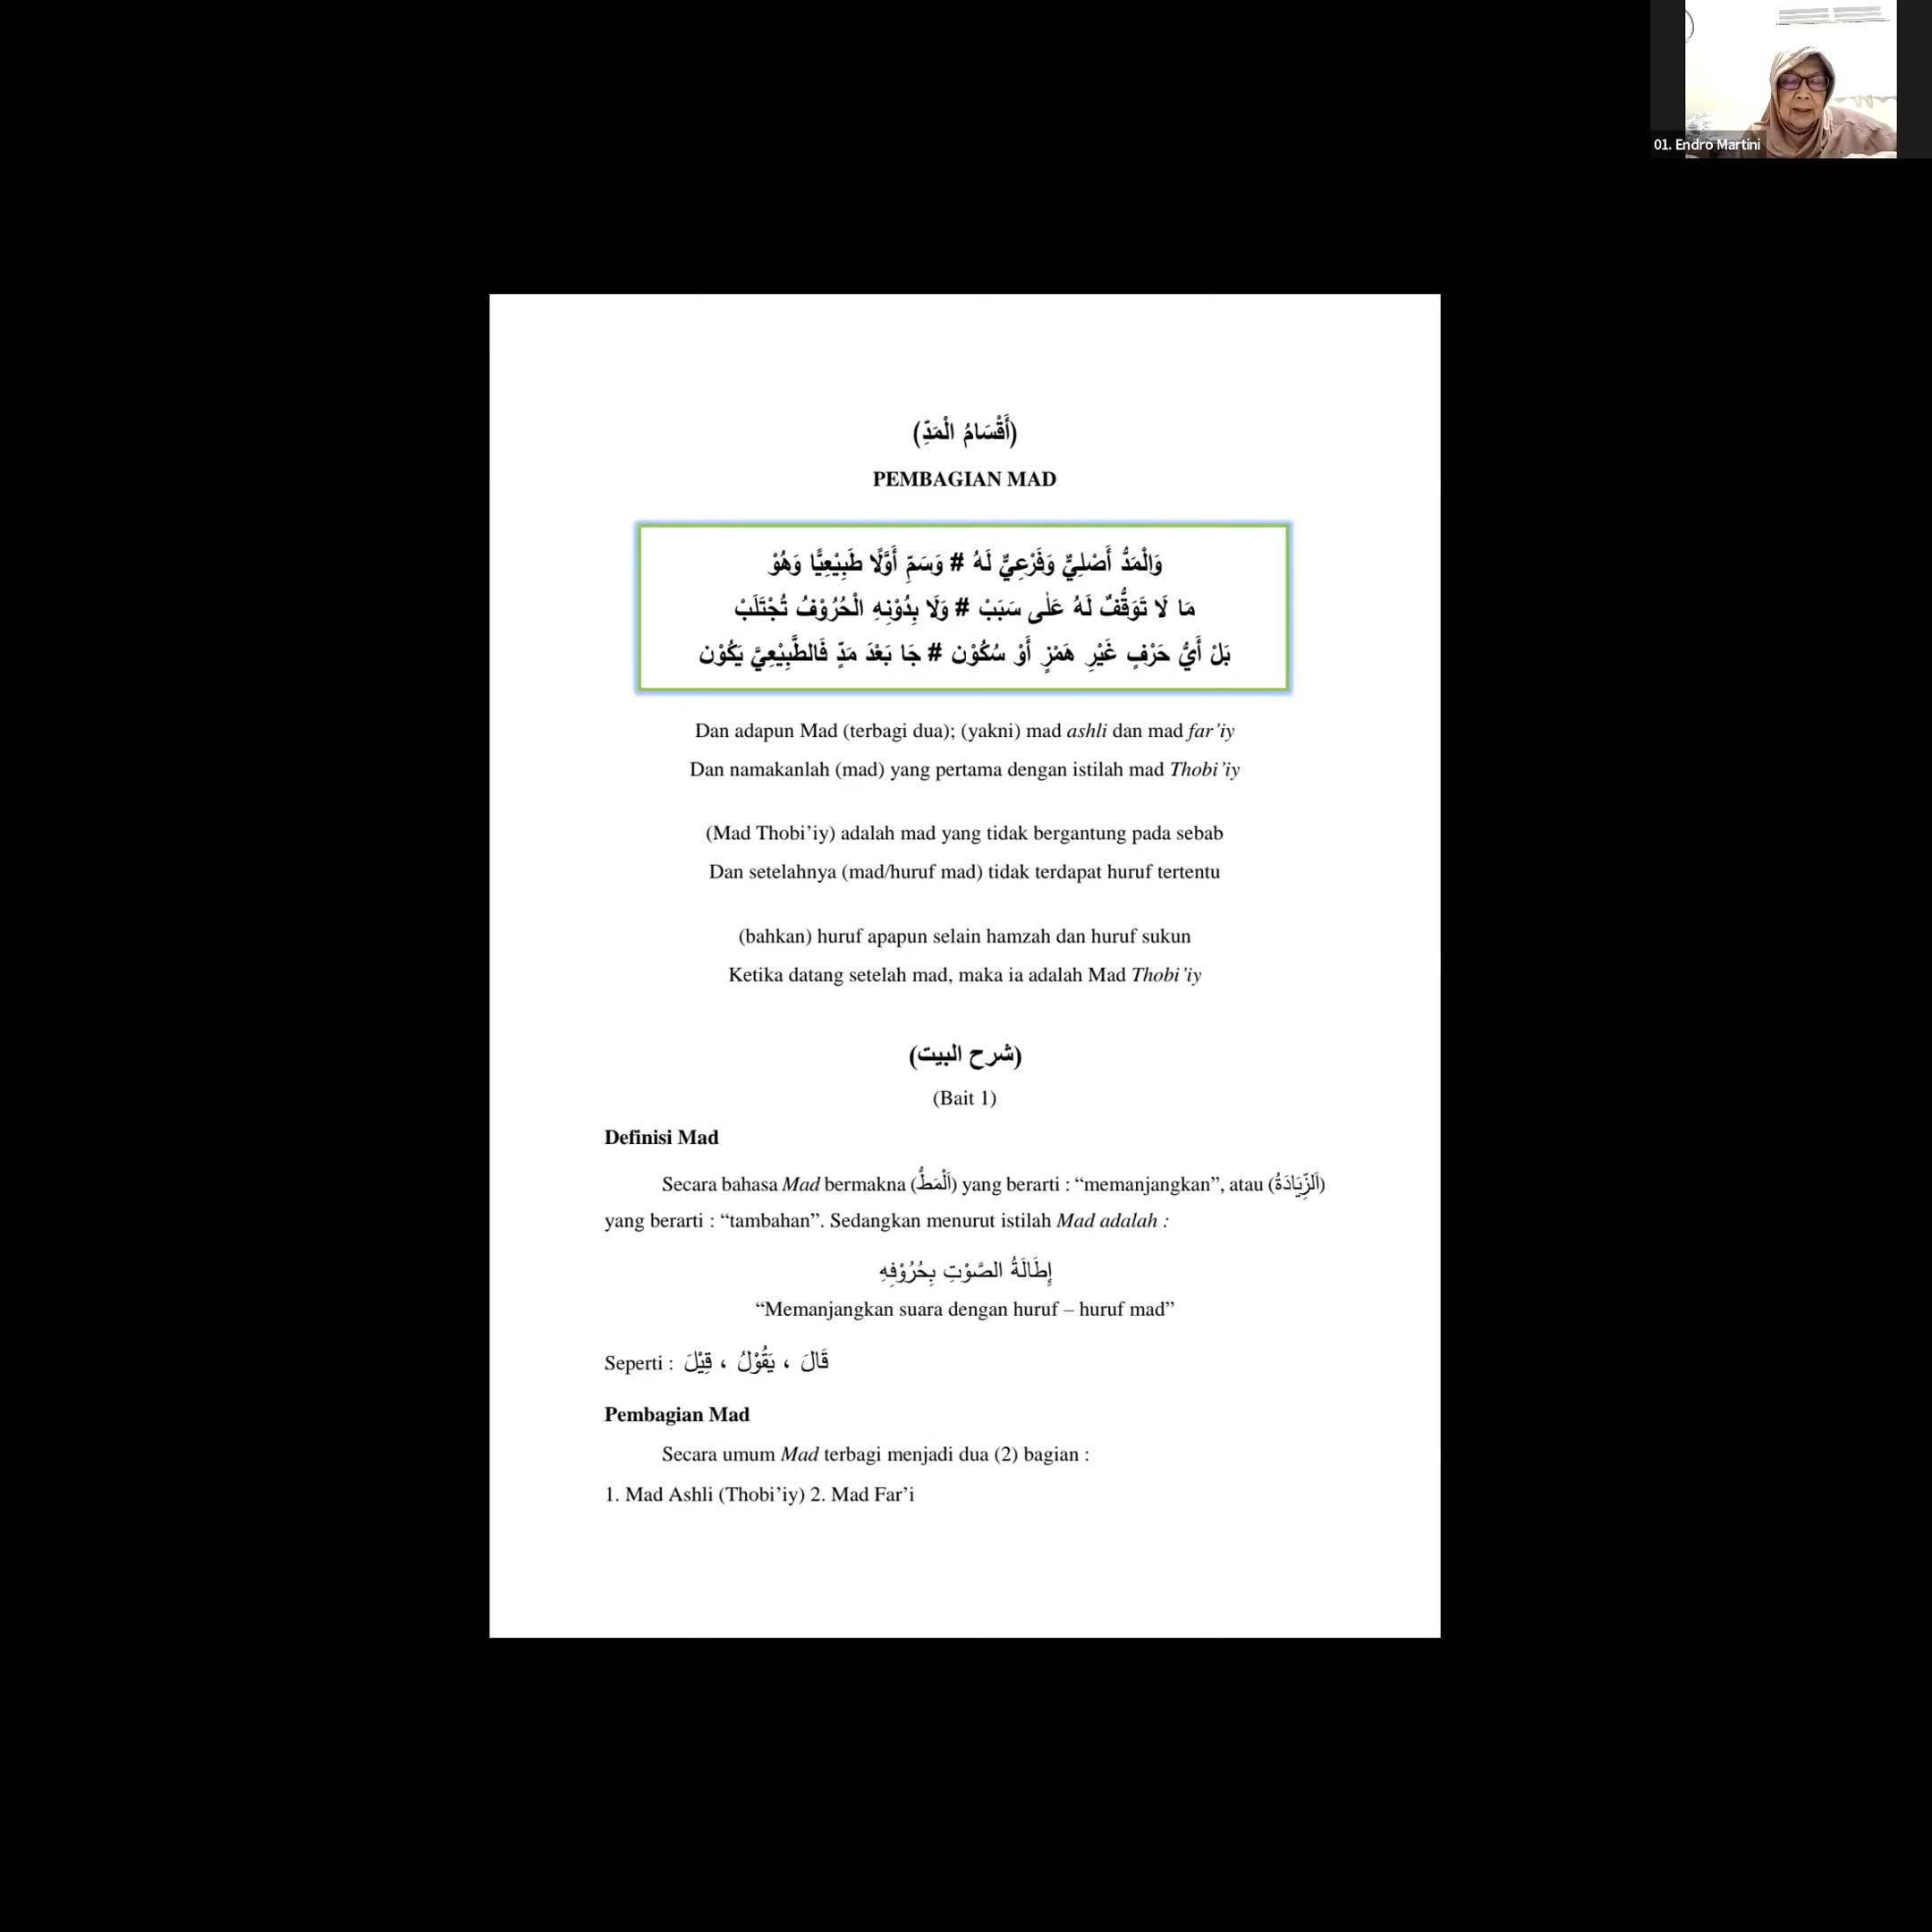 01. Endro Martini
(أَقْسَامُ الْمَدِّ)
PEMBAGIAN MAD
وَالْمَدُّ أَصْلِيٌّ وَفَرْعِيٌّ لَهُ # وَسَمِّ أَوَّلًا طَبِيْعِيًّا وَهُوْ
مَا لَا تَوَقُّفٌ لَهُ عَلٰى سَبَبْ # وَلَا بِدُوْنِهِ الْحُرُوْفُ تُجْتَلَبْ
بَلْ أَيُّ حَرْفٍ غَيْرِ هَمْزٍ أَوْ سُكُوْن # جَا بَعْدَ مَدٍّ فَالطَّبِيْعِيَّ يَكُوْن
Dan adapun Mad (terbagi dua); (yakni) mad ashli dan mad far’iy
Dan namakanlah (mad) yang pertama dengan istilah mad Thobi’iy
(Mad Thobi’iy) adalah mad yang tidak bergantung pada sebab
Dan setelahnya (mad/huruf mad) tidak terdapat huruf tertentu
(bahkan) huruf apapun selain hamzah dan huruf sukun
Ketika datang setelah mad, maka ia adalah Mad Thobi’iy
(شرح البيت)
(Bait 1)
Definisi Mad
Secara bahasa Mad bermakna (اَلْمَطُّ) yang berarti : “memanjangkan”, atau (اَلزِّيَادَةُ)
yang berarti : “tambahan”. Sedangkan menurut istilah Mad adalah :
إِطَالَةُ الصَّوْتِ بِحُرُوْفِهِ
“Memanjangkan suara dengan huruf – huruf mad”
Seperti : قَالَ ، يَقُوْلُ ، قِيْلَ
Pembagian Mad
Secara umum Mad terbagi menjadi dua (2) bagian :
1. Mad Ashli (Thobi’iy) 2. Mad Far’i